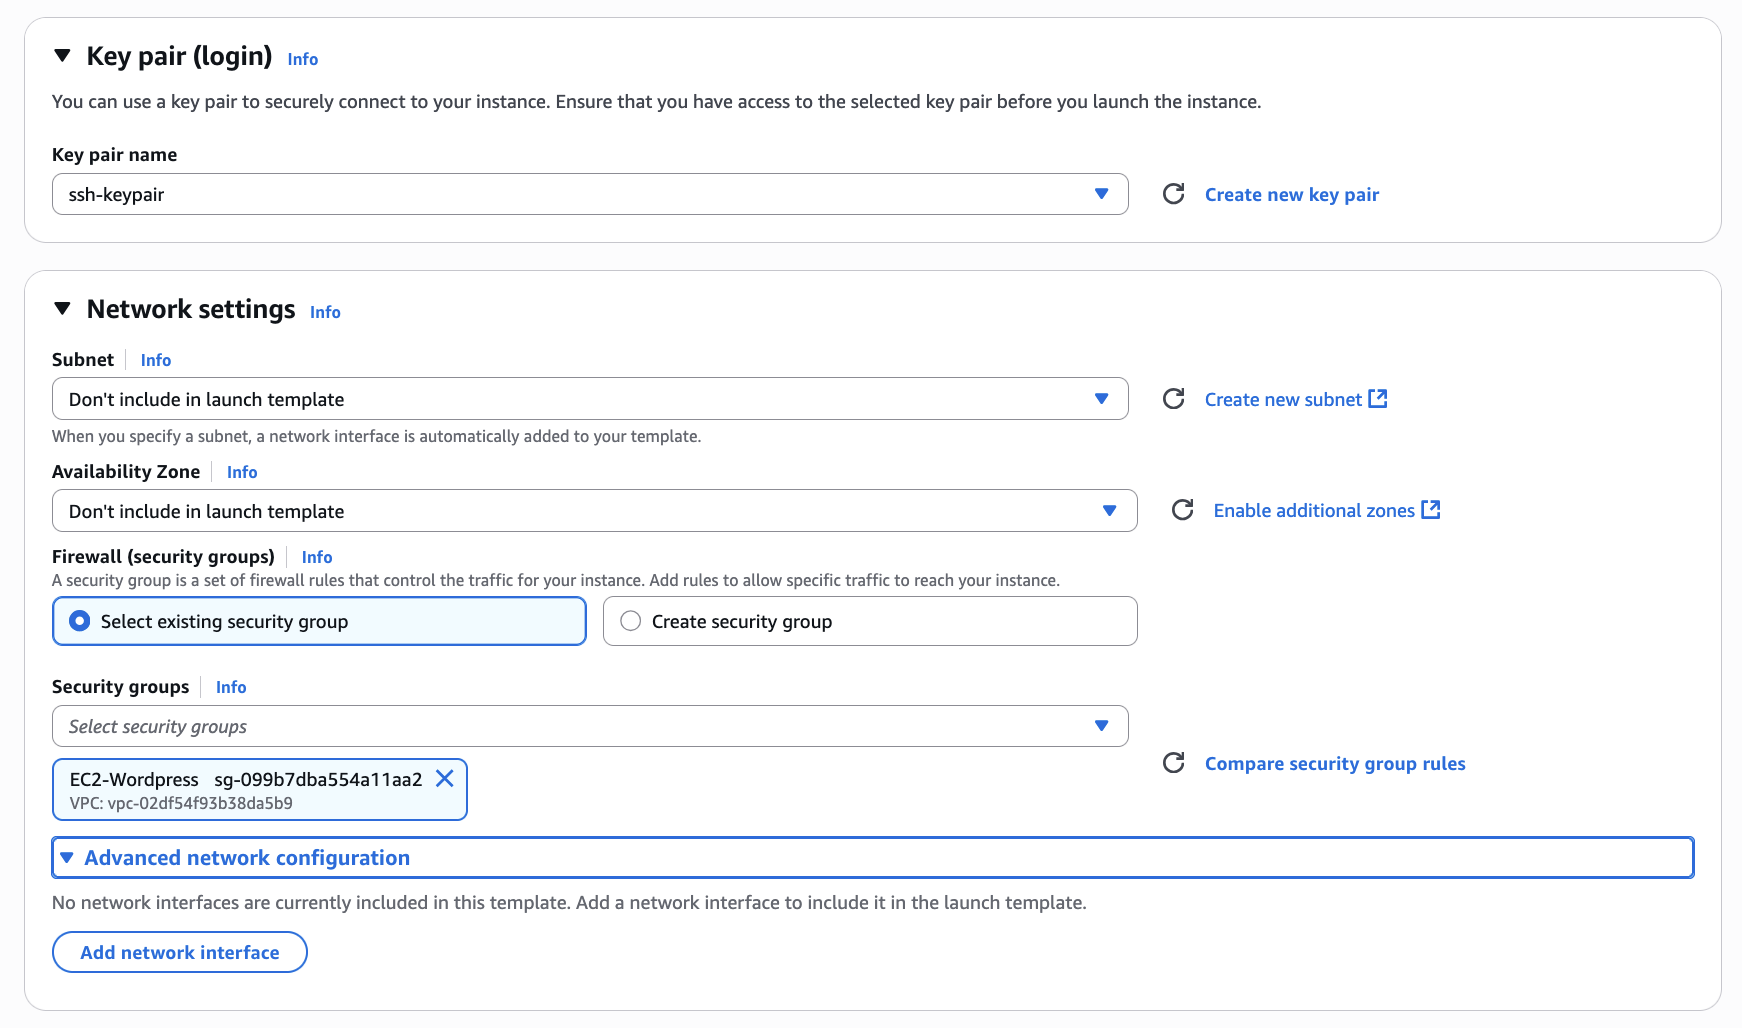 Key pair (login) Info
You can use a key pair to securely connect to your instance. Ensure that you have access to the selected key pair before you launch the instance.
Key pair name
ssh-keypair
Create new key pair
Network settings Info
Subnet Info
Don't include in launch template
Create new subnet
When you specify a subnet, a network interface is automatically added to your template.
Availability Zone Info
Don't include in launch template
Enable additional zones
Firewall (security groups) Info
A security group is a set of firewall rules that control the traffic for your instance. Add rules to allow specific traffic to reach your instance.
Select existing security group
Create security group
Security groups Info
Select security groups
EC2-Wordpress sg-099b7dba554a11aa2
VPC: vpc-02df54f93b38da5b9
Compare security group rules
Advanced network configuration
No network interfaces are currently included in this template. Add a network interface to include it in the launch template.
Add network interface